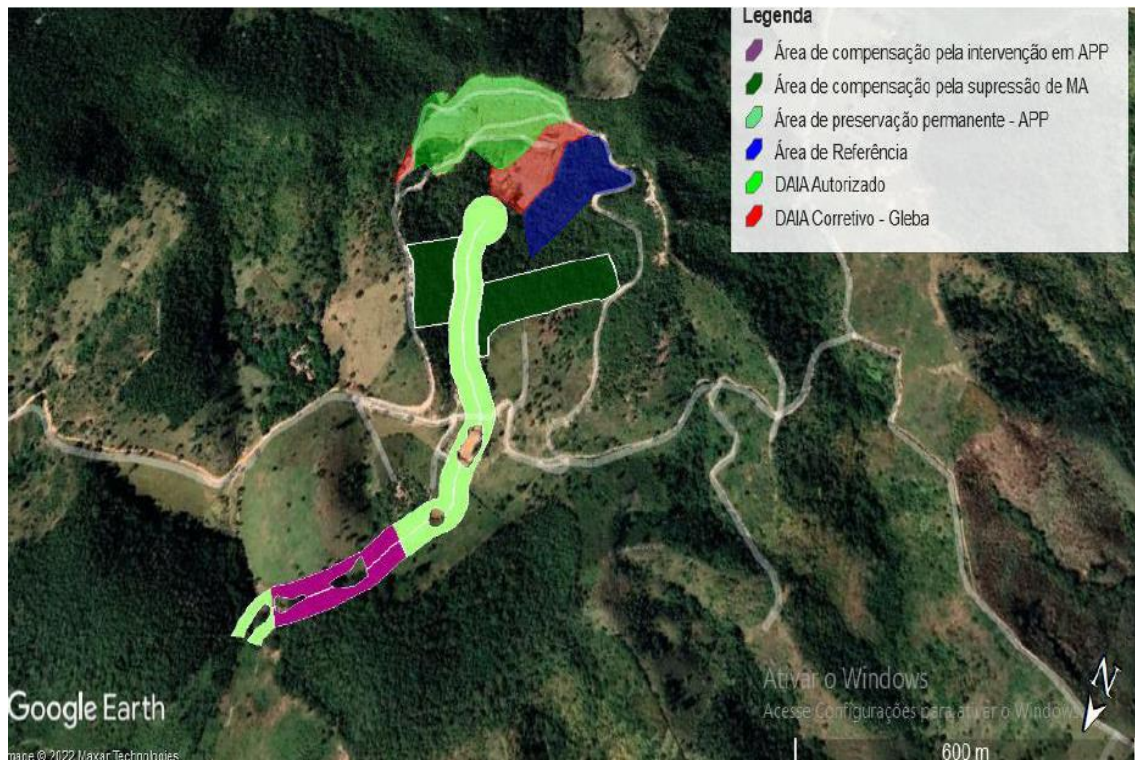 Legenda
Área de compensação pela intervenção em APP
Área de compensação pela supressão de MA
Área de preservação permanente - APP
Área de Referência
DAIA Autorizado
DAIA Corretivo - Gleba
N
Ativar o Windows
Acesse Configurações para ativar o Windows
Google Earth
mage © 2022 Maxar Technologies
600 m